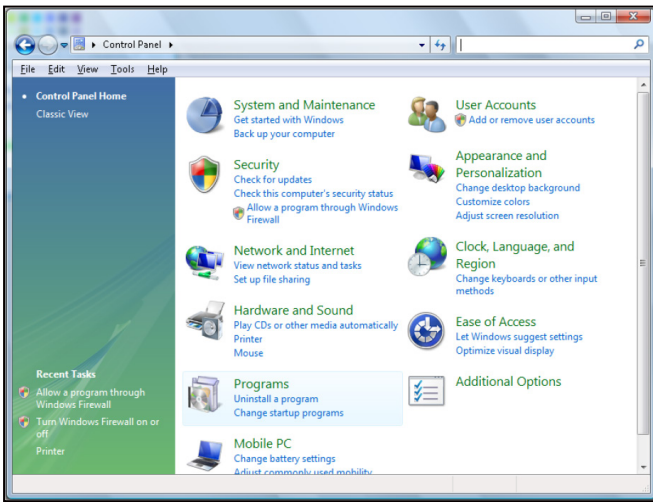 Control Panel
File Edit View Tools Help
Control Panel Home
Classic View
Recent Tasks
Allow a program through
Windows Firewall
Turn Windows Firewall on or
off
Printer
System and Maintenance
Get started with Windows
Back up your computer
Security
Check for updates
Check this computer's security status
Allow a program through Windows
Firewall
Network and Internet
View network status and tasks
Set up file sharing
Hardware and Sound
Play CDs or other media automatically
Printer
Mouse
Programs
Uninstall a program
Change startup programs
Mobile PC
Change battery settings
Adjust commonly used mobility
User Accounts
Add or remove user accounts
Appearance and
Personalization
Change desktop background
Customize colors
Adjust screen resolution
Clock, Language, and
Region
Change keyboards or other input
methods
Ease of Access
Let Windows suggest settings
Optimize visual display
Additional Options